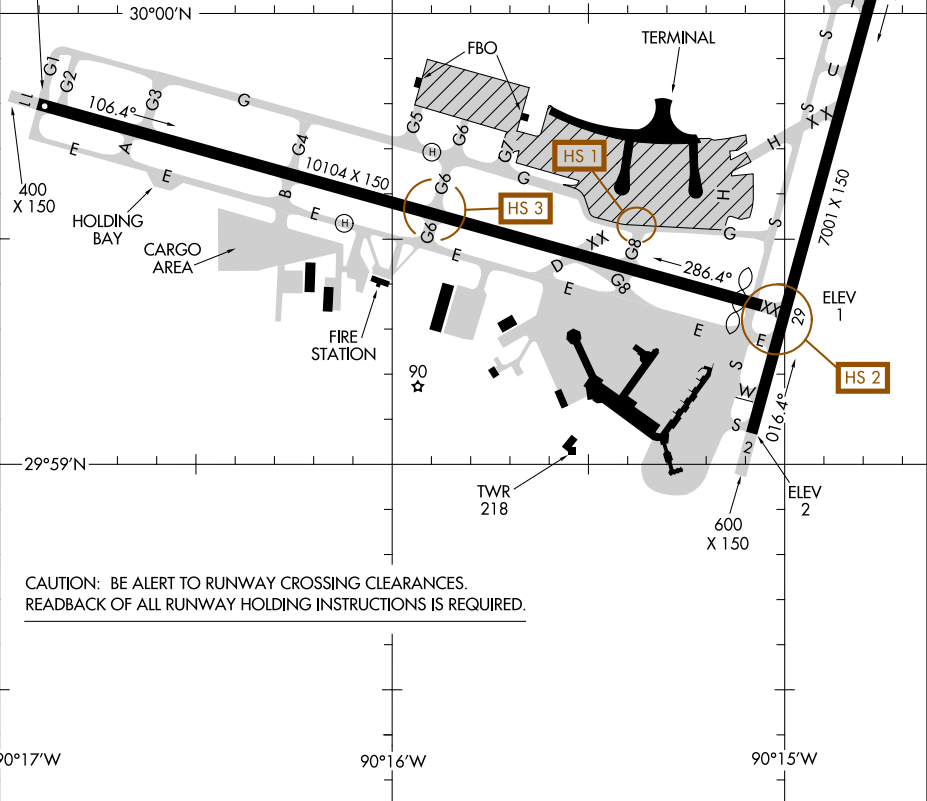 30°00'N
TERMINAL
FBO
S
U
S
X X
H
G1
G2
11
106.4°
G3
G
G5
G6
G7
G4
H
E
A
E
10104 X 150
G6
G
HS 1
H
400
X 150
HOLDING
BAY
B
E
H
HS 3
G6
E
S
G
7001 X 150
XX
G8
CARGO
AREA
D
E
G8
286.4°
XX
29
ELEV
1
FIRE
STATION
E
E
S
HS 2
90
W
016.4°
S
2
29°59'N
TWR
218
ELEV
2
600
X 150
CAUTION: BE ALERT TO RUNWAY CROSSING CLEARANCES.
READBACK OF ALL RUNWAY HOLDING INSTRUCTIONS IS REQUIRED.
90°17'W
90°16'W
90°15'W